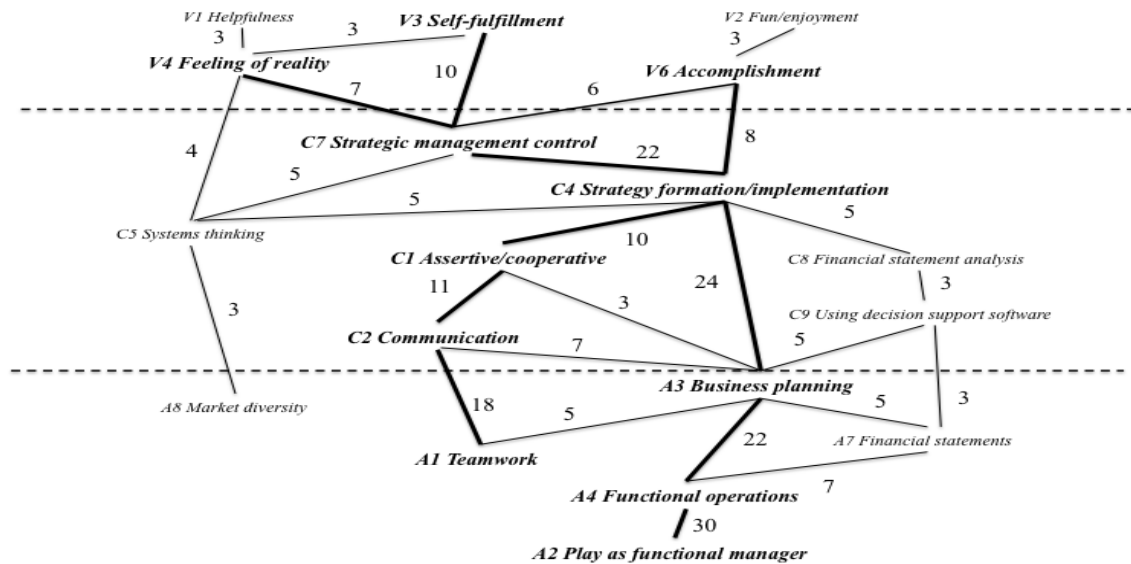 V1 Helpfulness
V3 Self-fulfillment
V2 Fun/enjoyment
3
3
3
V4 Feeling of reality
V6 Accomplishment
7
10
6
C7 Strategic management control
4
22
8
5
C4 Strategy formation/implementation
5
5
C5 Systems thinking
10
C1 Assertive/cooperative
C8 Financial statement analysis
11
24
3
3
3
C9 Using decision support software
C2 Communication
7
5
A3 Business planning
A8 Market diversity
18
5
5
3
22
A7 Financial statements
A1 Teamwork
7
A4 Functional operations
30
A2 Play as functional manager